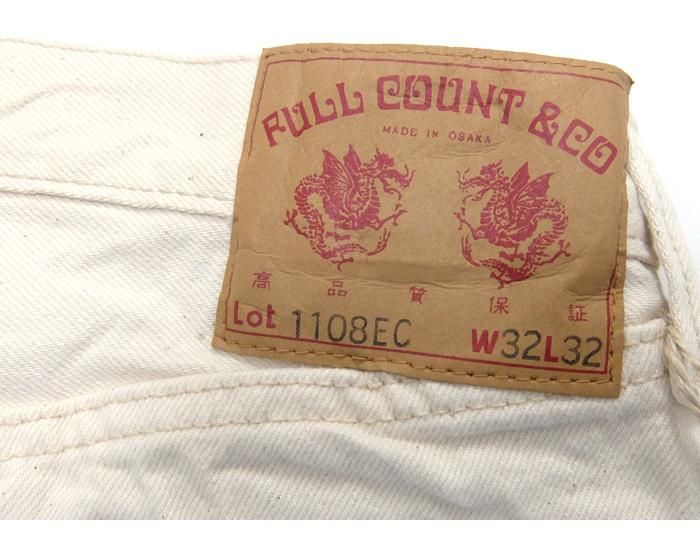 FULL COUNT & CO
MADE IN OSAKA
高品質保証
Lot 1108EC W32L32